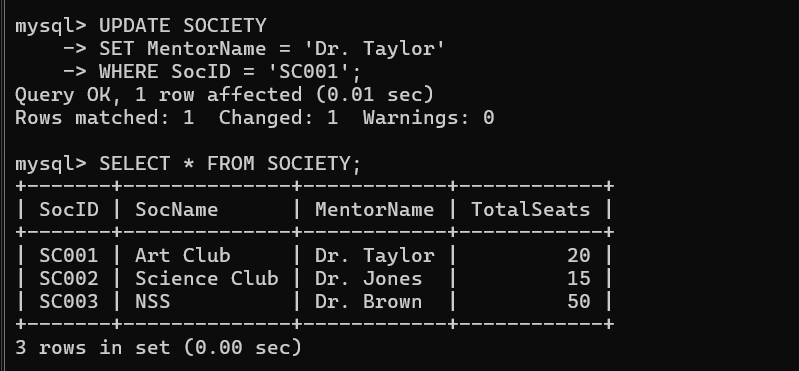 mysql> UPDATE SOCIETY
    -> SET MentorName = 'Dr. Taylor'
    -> WHERE SocID = 'SC001';
Query OK, 1 row affected (0.01 sec)
Rows matched: 1  Changed: 1  Warnings: 0

mysql> SELECT * FROM SOCIETY;
+-------+--------------+------------+------------+
| SocID | SocName      | MentorName | TotalSeats |
+-------+--------------+------------+------------+
| SC001 | Art Club     | Dr. Taylor |         20 |
| SC002 | Science Club | Dr. Jones  |         15 |
| SC003 | NSS          | Dr. Brown  |         50 |
+-------+--------------+------------+------------+
3 rows in set (0.00 sec)